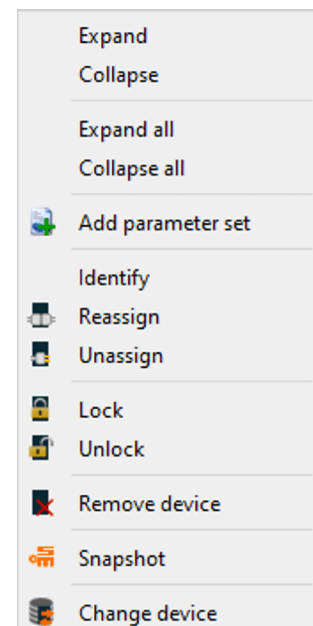 Expand
Collapse
Expand all
Collapse all
Add parameter set
Identify
Reassign
Unassign
Lock
Unlock
Remove device
Snapshot
Change device